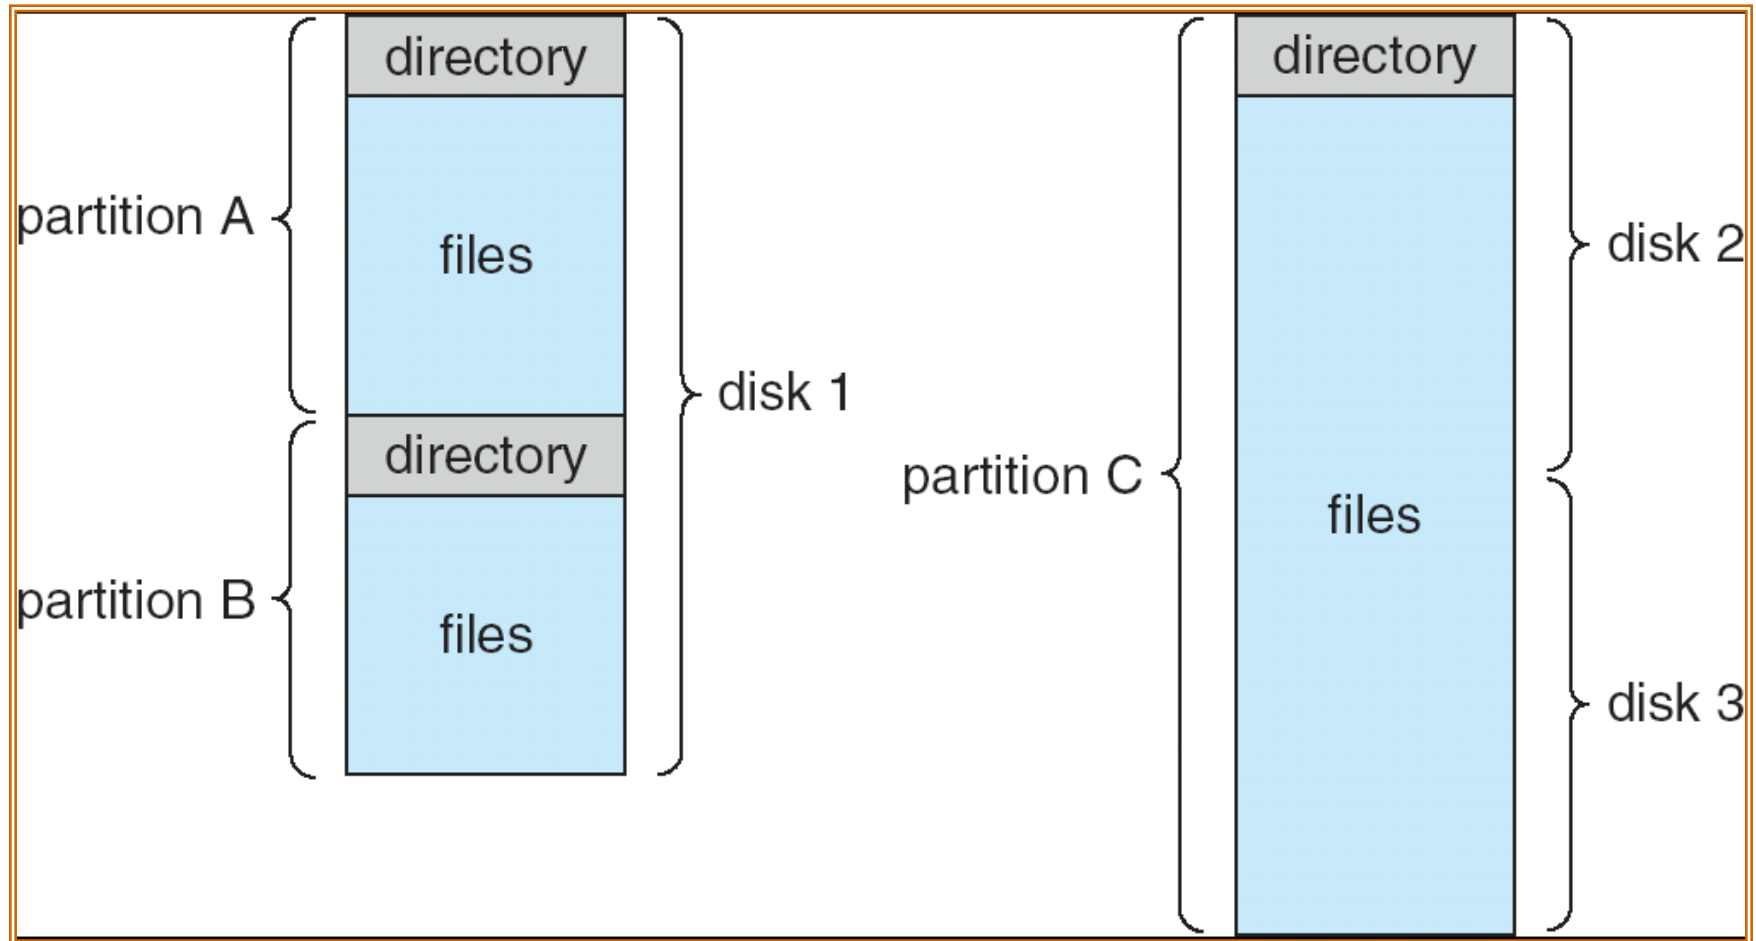 directory
partition A
files
disk 1
directory
partition B
files
directory
disk 2
partition C
files
disk 3